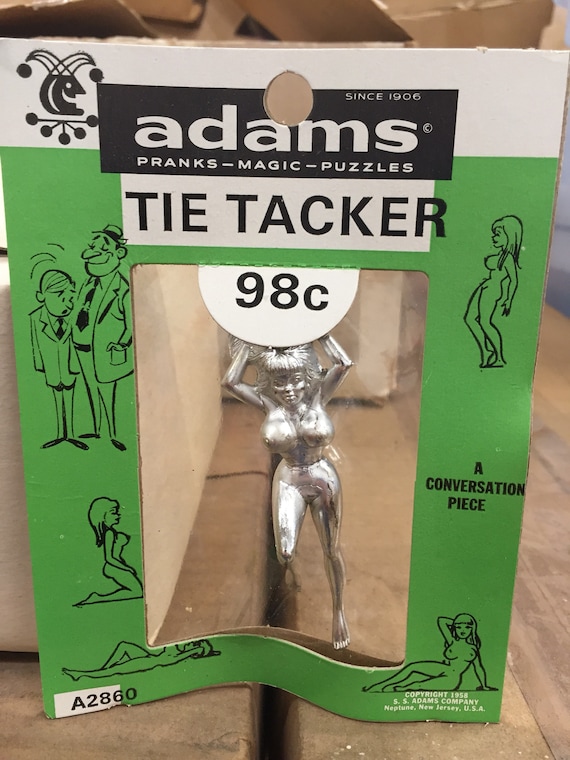 SINCE 1906
adams©
PRANKS—MAGIC—PUZZLES
TIE TACKER
98c
A
CONVERSATION
PIECE
COPYRIGHT 1958
S. S. ADAMS COMPANY
Neptune, New Jersey, U.S.A.
A2860